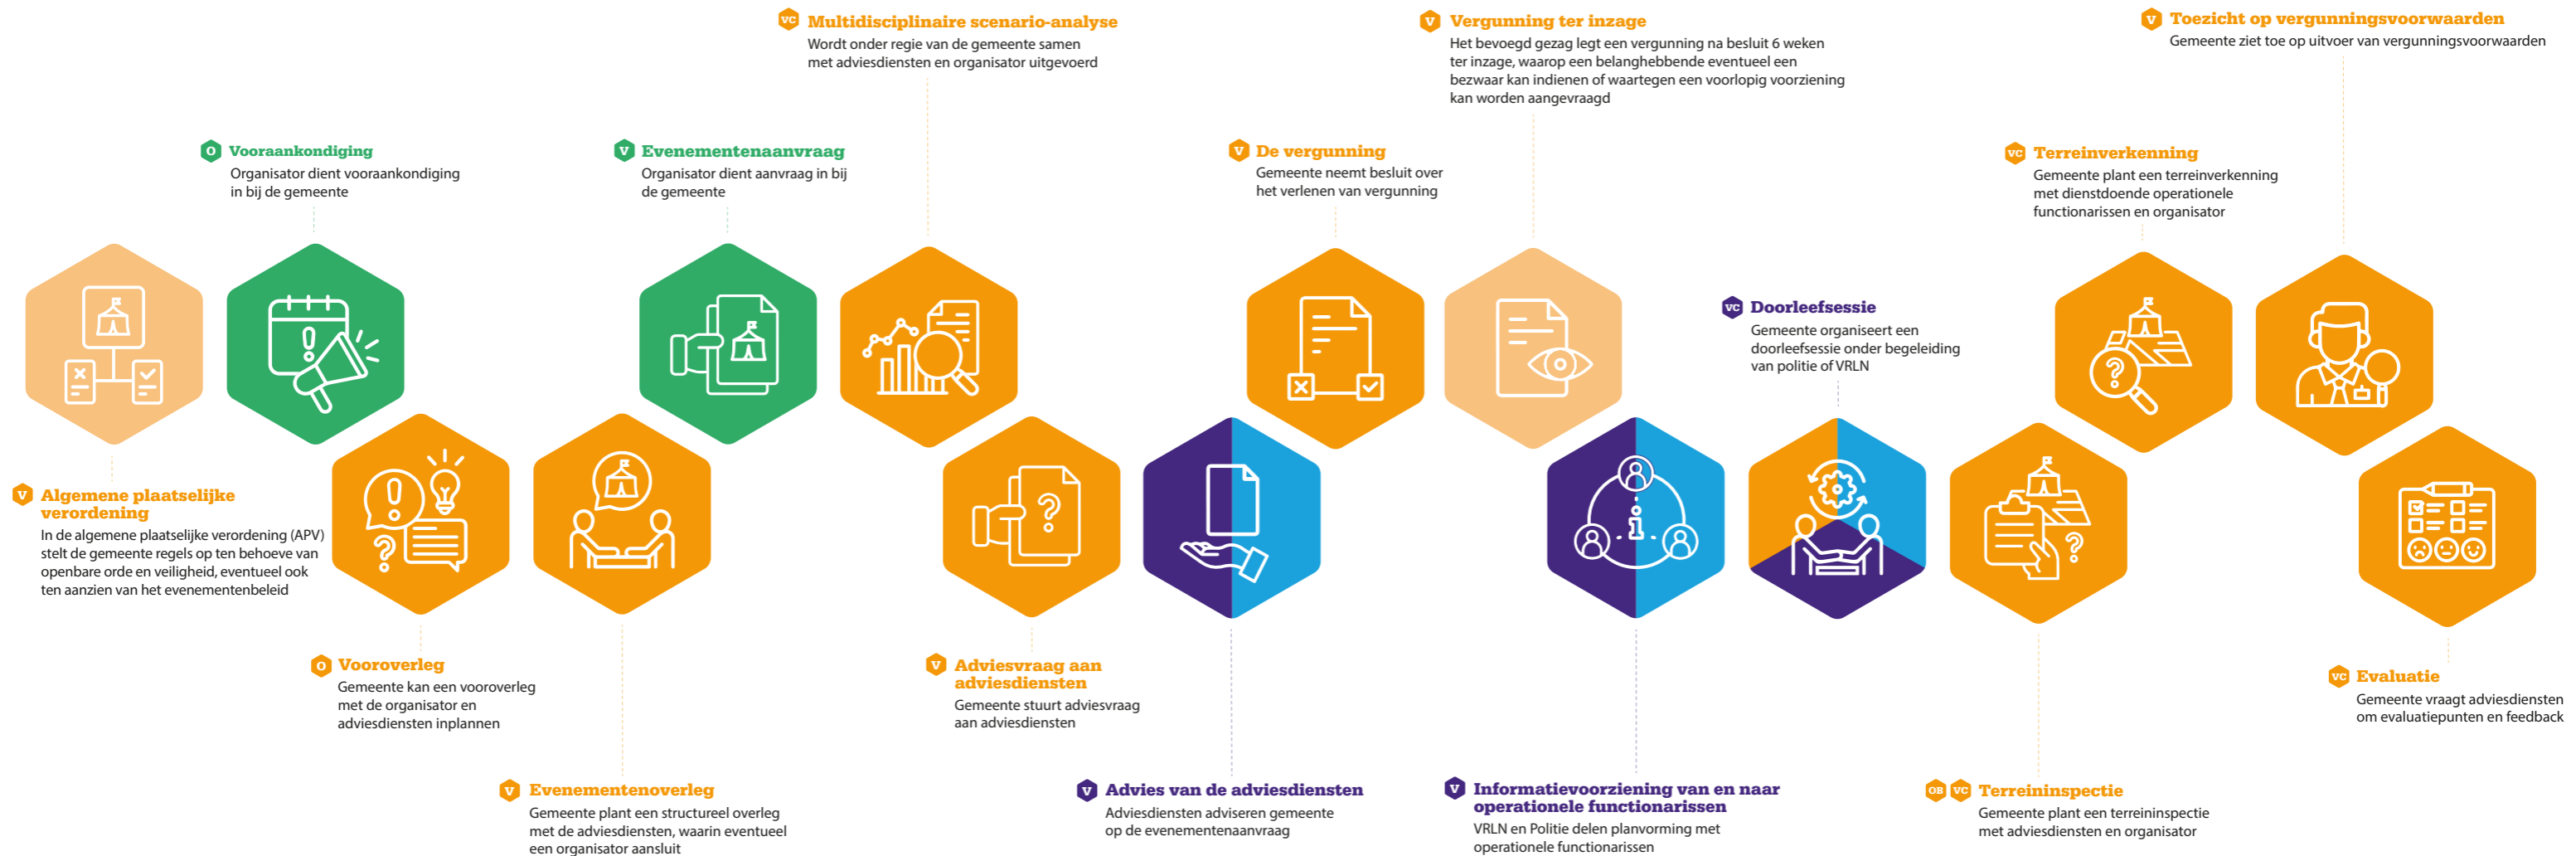 V Algemene plaatselijke
verordening
In de algemene plaatselijke verordening (APV)
stelt de gemeente regels op ten behoeve van
openbare orde en veiligheid, eventueel ook
ten aanzien van het evenementenbeleid
O Vooraankondiging
Organisator dient vooraankondiging
in bij de gemeente
O Vooroverleg
Gemeente kan een vooroverleg
met de organisator en
adviesdiensten inplannen
V Evenementenoverleg
Gemeente plant een structureel overleg
met de adviesdiensten, waarin eventueel
een organisator aansluit
V Evenementenaanvraag
Organisator dient aanvraag in bij
de gemeente
VC Multidisciplinaire scenario-analyse
Wordt onder regie van de gemeente samen
met adviesdiensten en organisator uitgevoerd
V Adviesvraag aan
adviesdiensten
Gemeente stuurt adviesvraag
aan adviesdiensten
V Advies van de adviesdiensten
Adviesdiensten adviseren gemeente
op de evenementenaanvraag
V De vergunning
Gemeente neemt besluit over
het verlenen van vergunning
V Vergunning ter inzage
Het bevoegd gezag legt een vergunning na besluit 6 weken
ter inzage, waarop een belanghebbende eventueel een
bezwaar kan indienen of waartegen een voorlopig voorziening
kan worden aangevraagd
V Informatievoorziening van en naar
operationele functionarissen
VRLN en Politie delen planvorming met
operationele functionarissen
VC Doorleefsessie
Gemeente organiseert een
doorleefsessie onder begeleiding
van politie of VRLN
OB VC Terreininspectie
Gemeente plant een terreininspectie
met adviesdiensten en organisator
VC Terreinverkenning
Gemeente plant een terreinverkenning
met dienstdoende operationele
functionarissen en organisator
V Toezicht op vergunningsvoorwaarden
Gemeente ziet toe op uitvoer van vergunningsvoorwaarden
VC Evaluatie
Gemeente vraagt adviesdiensten
om evaluatiepunten en feedback